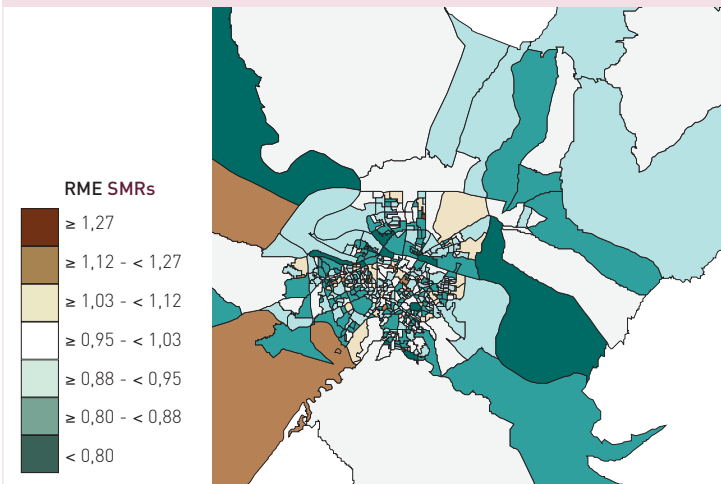 RME SMRs
≥ 1,27
≥ 1,12 - < 1,27
≥ 1,03 - < 1,12
≥ 0,95 - < 1,03
≥ 0,88 - < 0,95
≥ 0,80 - < 0,88
< 0,80